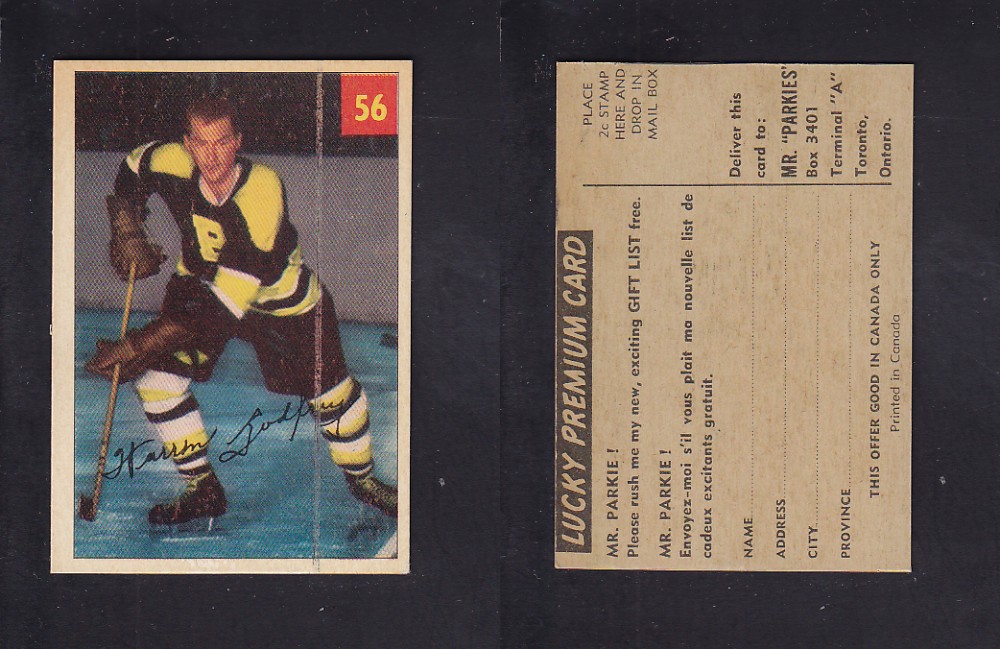 56
B
Warren Godfrey
PLACE
2c STAMP
HERE AND
DROP IN
MAIL BOX
Deliver this
card to:
MR. "PARKIES'
Box 3401
Terminal "A"
Toronto,
Ontario.
LUCKY PREMIUM CARD
MR. PARKIE !
Please rush me my new, exciting GIFT LIST free.
MR. PARKIE !
Envoyez-moi s'il vous plait ma nouvelle list de
cadeux excitants gratuit.
NAME
ADDRESS
CITY
PROVINCE
THIS OFFER GOOD IN CANADA ONLY
Printed in Canada